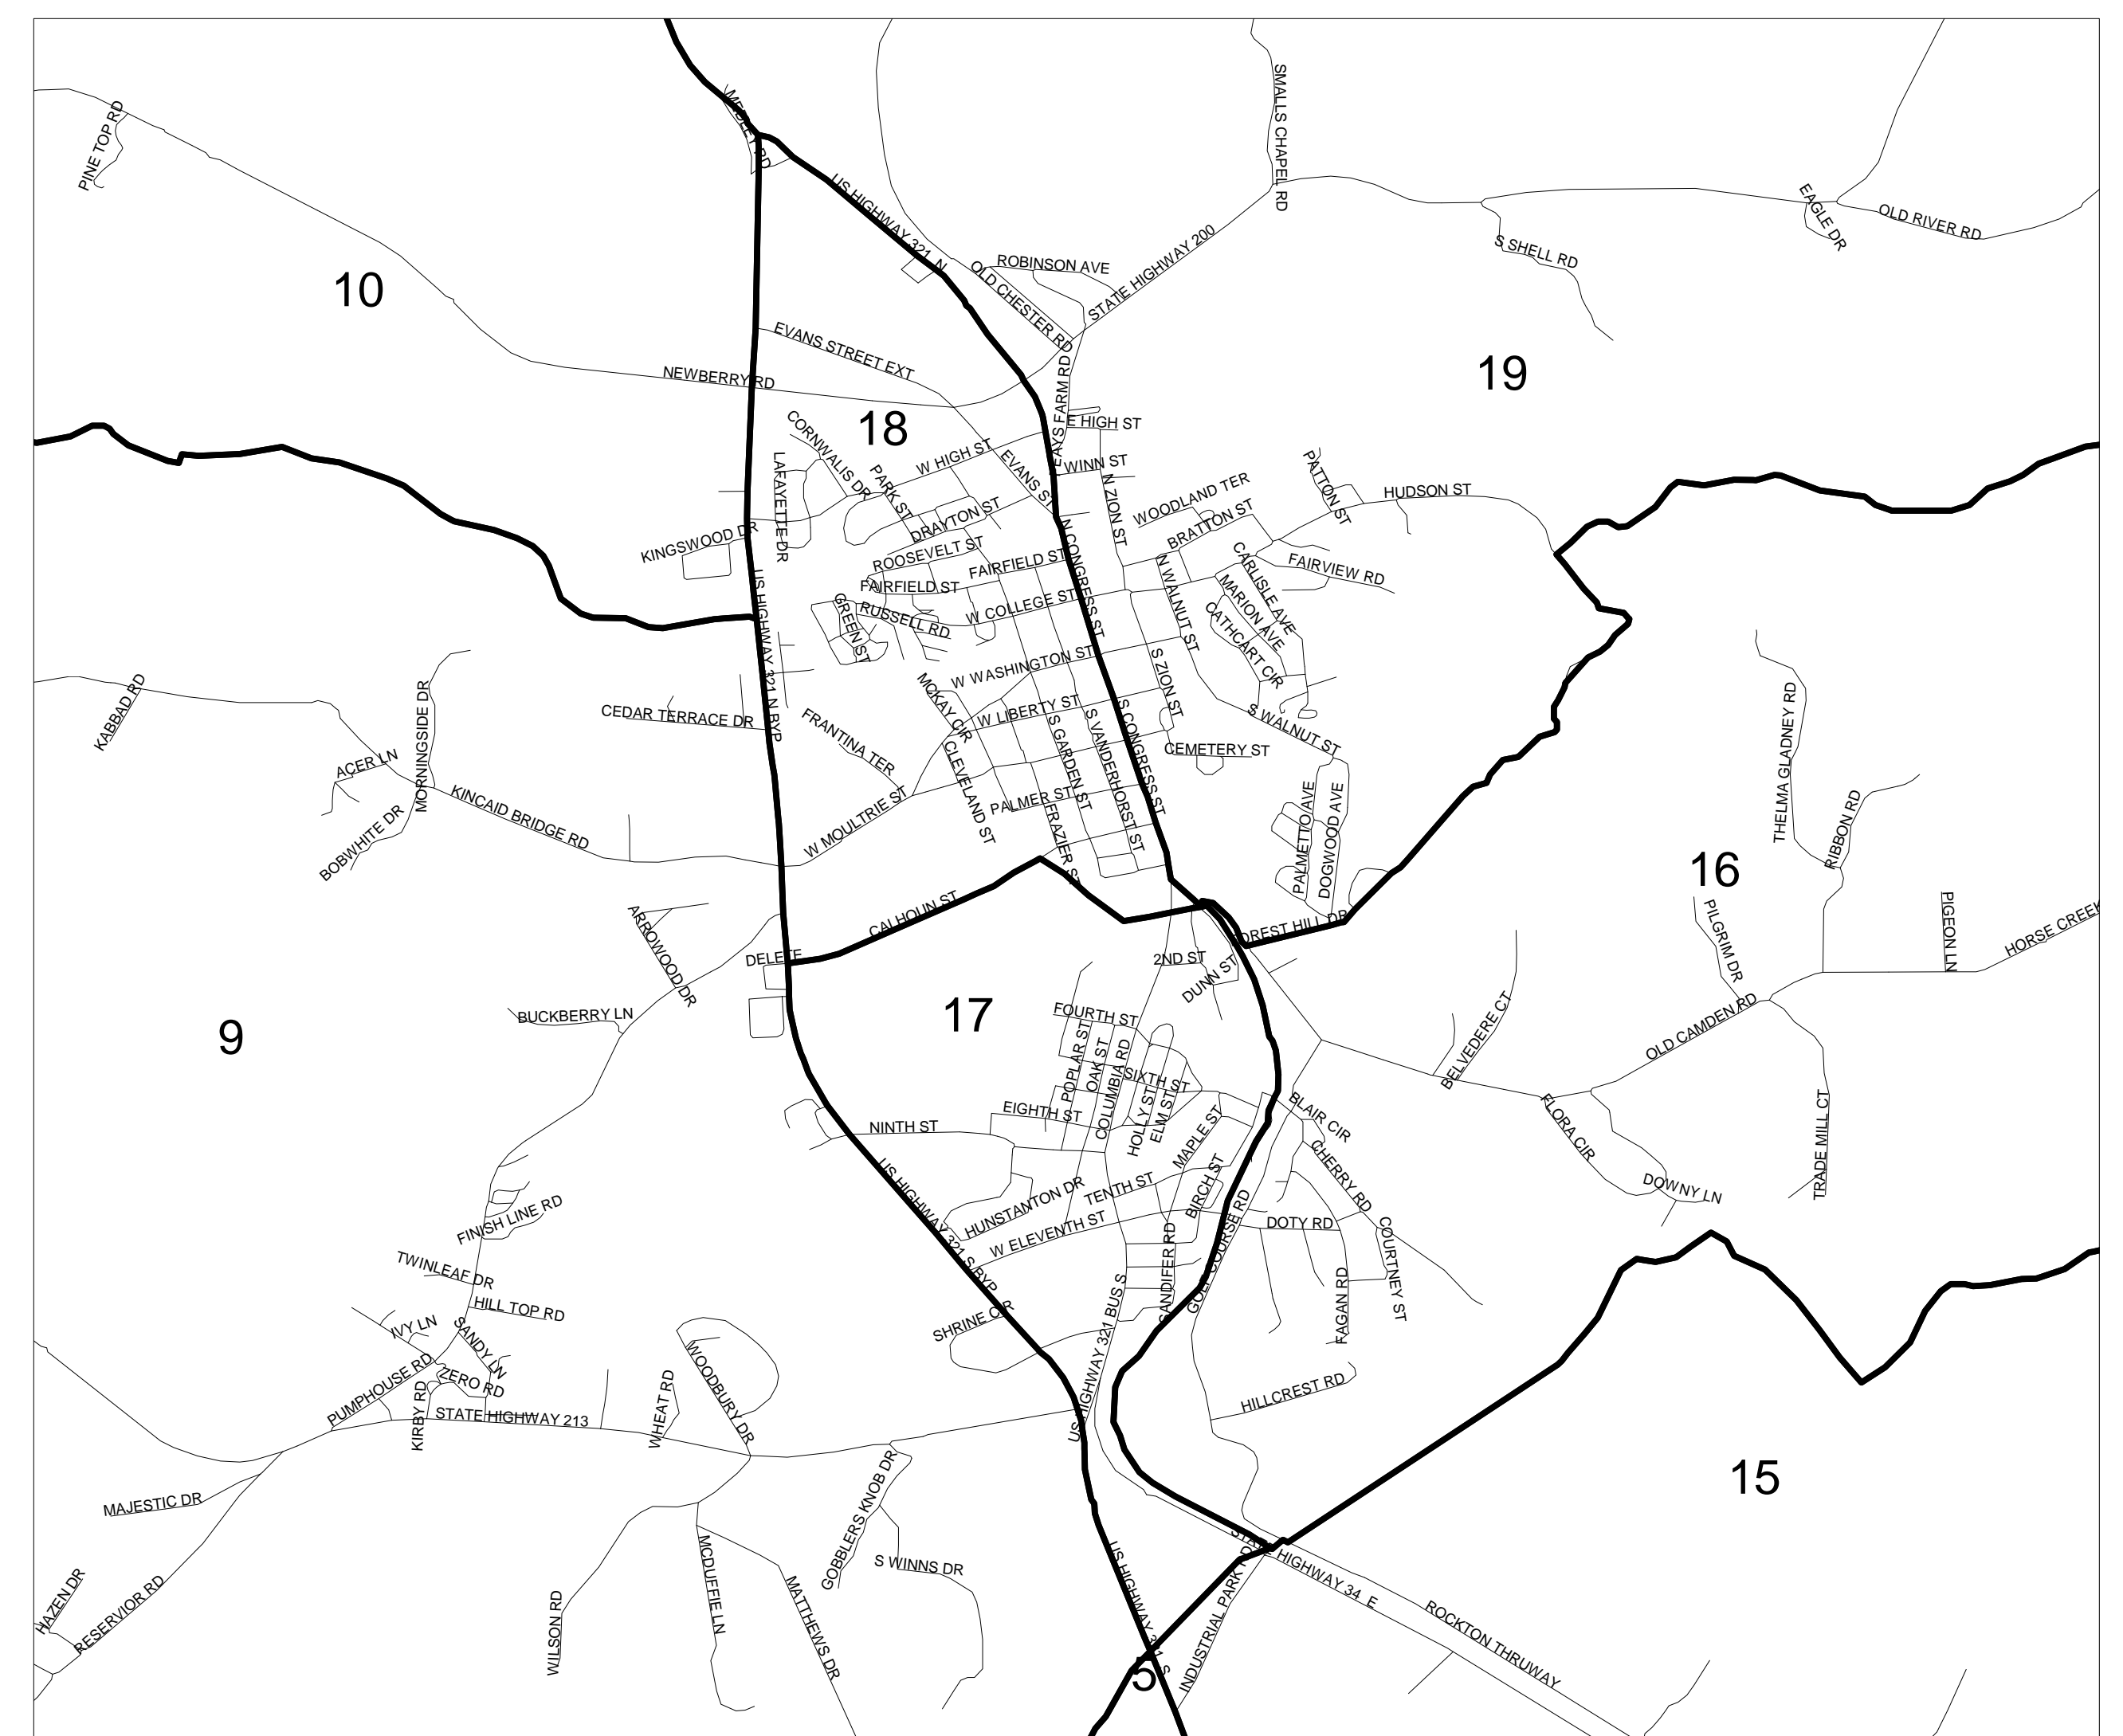 MEDLEY RD
SMALLS CHAPEL RD
PINE TOP RD
US HIGHWAY 321 N
EAGLE DR
OLD RIVER RD
STATE HIGHWAY 200
S SHELL RD
ROBINSON AVE
OLD CHESTER RD
10
EVANS STREET EXT
NEWBERRY RD
19
18
E HIGH ST
CORNWALIS DR
W HIGH ST
EVANS ST
WINN ST
LAFAYETTE DR
PARK ST
N ZION ST
WOODLAND TER
PATTON ST
HUDSON ST
DRAYTON ST
BRATTON ST
KINGSWOOD DR
ROOSEVELT ST
FAIRFIELD ST
N CONGRESS ST
CARLISLE AVE
FAIRVIEW RD
FAIRFIELD ST
N WALNUT ST
MARION AVE
GREEN ST
RUSSELL RD
W COLLEGE ST
CATHCART CIR
US HIGHWAY 321 N BYP
W WASHINGTON ST
S ZION ST
KABBAD RD
MORNINGSIDE DR
CEDAR TERRACE DR
FRANTINA TER
MCKAY CIR
W LIBERTY ST
S GARDEN ST
S VANDERHORST ST
S CONGRESS ST
S WALNUT ST
CEMETERY ST
THELMA GLADNEY RD
ACER LN
CLEVELAND ST
KINCAID BRIDGE RD
BOBWHITE DR
W MOULTRIE ST
PALMER ST
FRAZIER ST
PALMETTO AVE
DOGWOOD AVE
RIBBON RD
16
CALHOUN ST
FOREST HILL DR
PILGRIM DR
PIGEON LN
HORSE CREEK
ARROWOOD DR
DELETE
2ND ST
DUNN ST
BUCKBERRY LN
17
9
FOURTH ST
POPLAR ST
OAK ST
COLUMBIA RD
SIXTH ST
HOLLY ST
ELM ST
OLD CAMDEN RD
BELVEDERE CT
EIGHTH ST
NINTH ST
MAPLE ST
BLAIR CIR
FLORA CIR
TRADE MILL CT
CHERRY RD
US HIGHWAY 321 S BYP
HUNSTANTON DR
TENTH ST
BIRCH ST
DOWNY LN
FINISH LINE RD
W ELEVENTH ST
SANDIFER RD
GOLF COURSE RD
DOTY RD
COURTNEY ST
TWINLEAF DR
HILL TOP RD
US HIGHWAY 321 BUS S
FAGAN RD
IVY LN
SANDY LN
SHRINE CIR
PUMPHOUSE RD
ZERO RD
KIRBY RD
STATE HIGHWAY 213
WHEAT RD
WOODBURY DR
HILLCREST RD
15
MAJESTIC DR
GOBBLERS KNOB DR
S WINNS DR
STATE HIGHWAY 34 E
HAZEN DR
RESERVIOR RD
WILSON RD
MCDUFFIE LN
MATTHEWS DR
US HIGHWAY 321 S
INDUSTRIAL PARK
ROCKTON THRUWAY
5